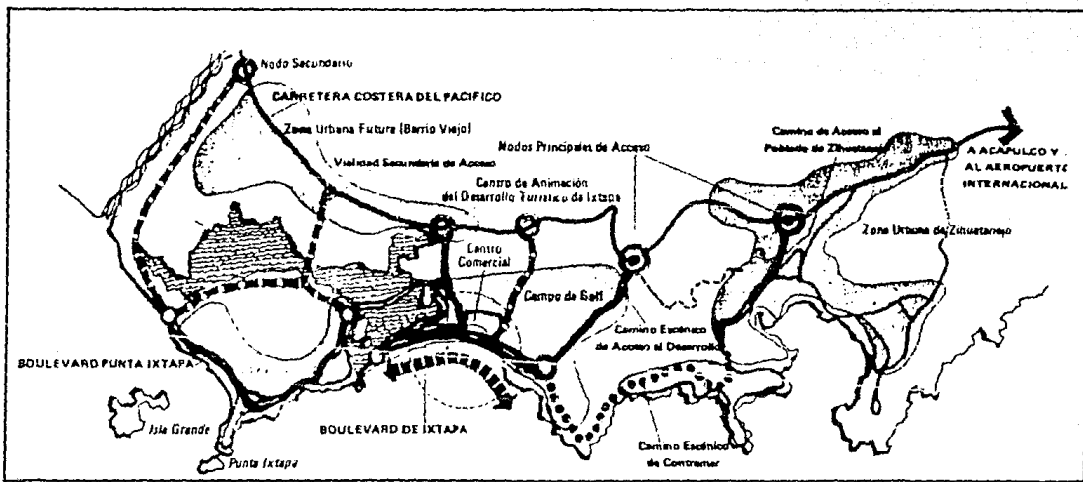 Nodo Secundario
CARRETERA COSTERA DEL PACIFICO
Zona Urbana Futura (Barrio Viejo)
Vialidad Secundaria de Acceso
Nodos Principales de Acceso
Camino de Acceso al
Poblado de Zihuatanejo
A ACAPULCO Y
AL AEROPUERTO
INTERNACIONAL
Centro de Animación
del Desarrollo Turístico de Ixtapa
Zona Urbana de Zihuatanejo
Centro
Comercial
Campo de Golf
Camino Escénico
de Acceso al Desarrollo
BOULEVARD PUNTA IXTAPA
Isla Grande
BOULEVARD DE IXTAPA
Camino Escénico
de Contramar
Punta Ixtapa